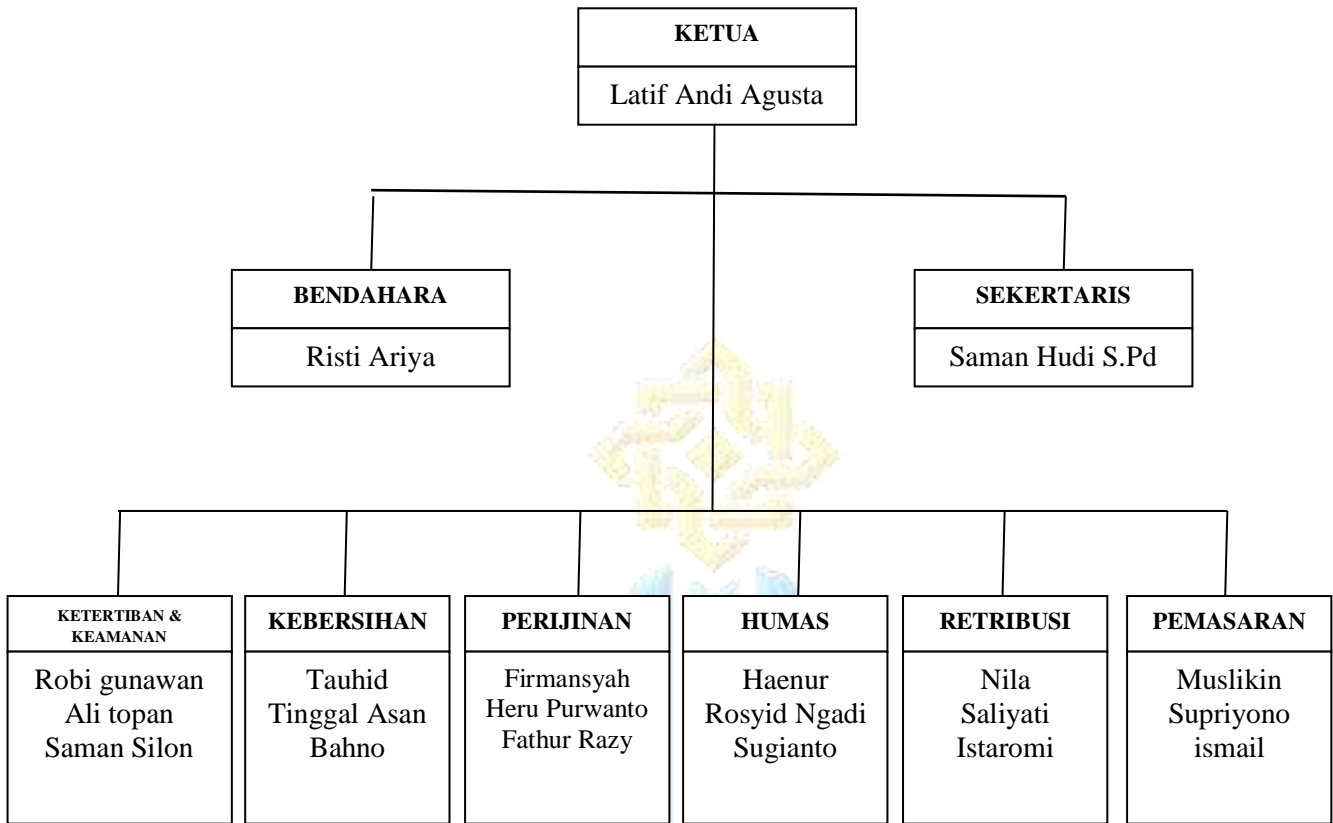 KETUA
Latif Andi Agusta
BENDAHARA
Risti Ariya
SEKERTARIS
Saman Hudi S.Pd
KETERTIBAN &
KEAMANAN
Robi gunawan
Ali topan
Saman Silon
KEBERSIHAN
Tauhid
Tinggal Asan
Bahno
PERIJINAN
Firmansyah
Heru Purwanto
Fathur Razy
HUMAS
Haenur
Rosyid Ngadi
Sugianto
RETRIBUSI
Nila
Saliyati
Istaromi
PEMASARAN
Muslikin
Supriyono
ismail